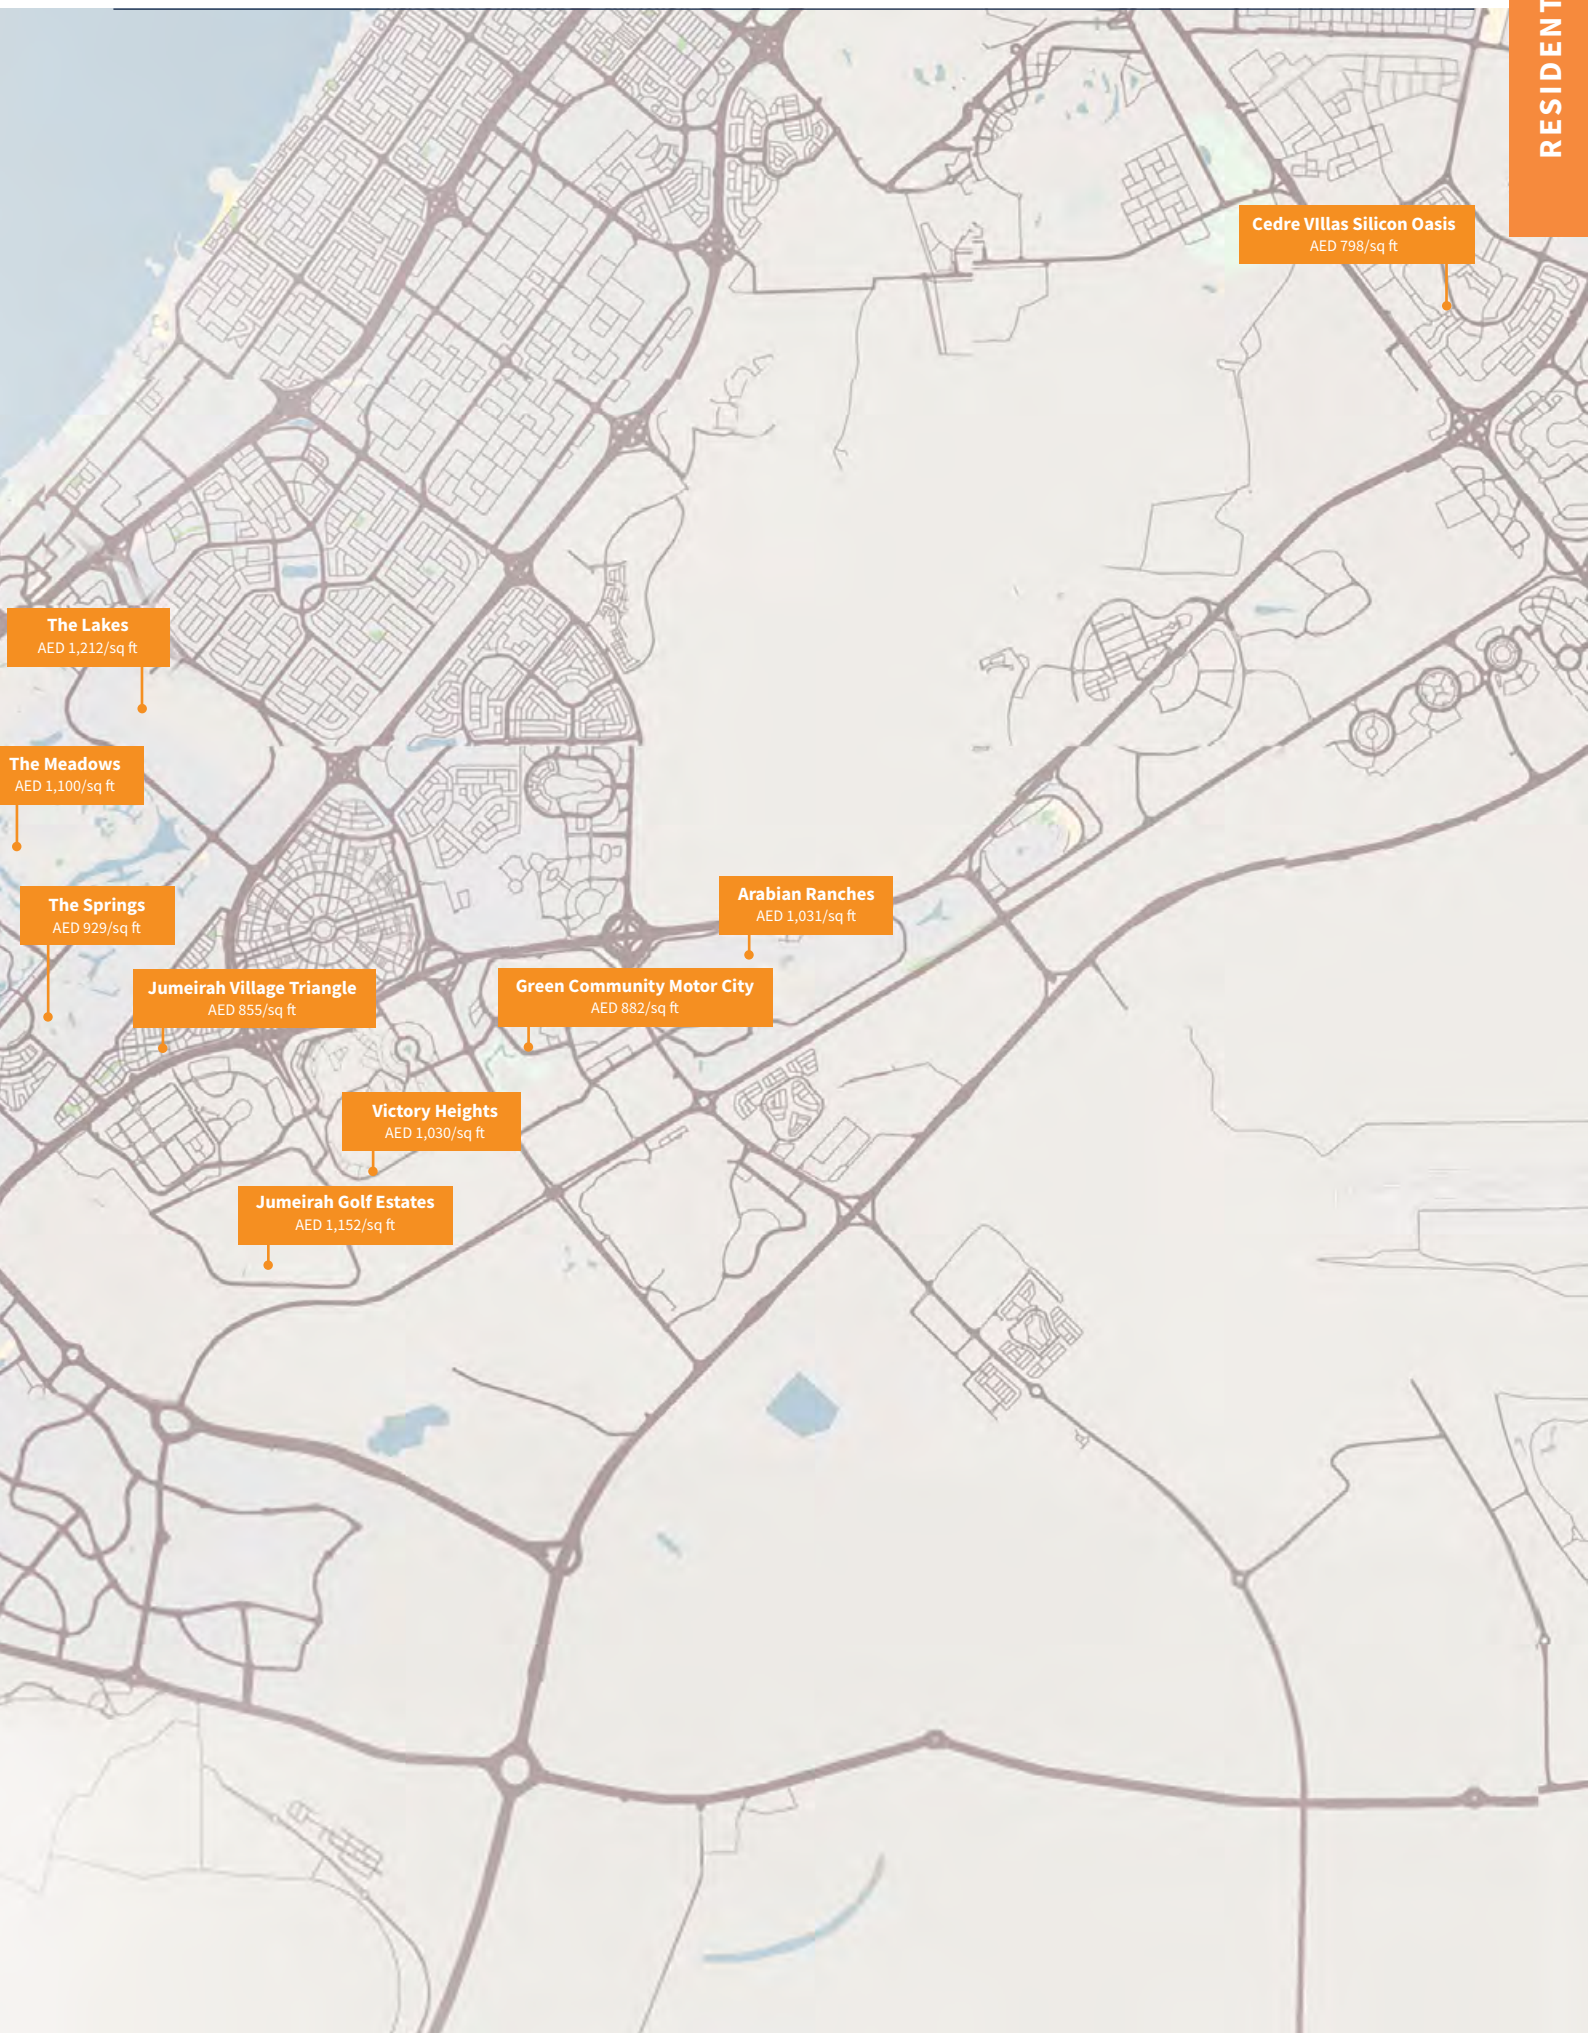 RESIDENT
Cedre VIllas Silicon Oasis
AED 798/sq ft
The Lakes
AED 1,212/sq ft
The Meadows
AED 1,100/sq ft
The Springs
AED 929/sq ft
Arabian Ranches
AED 1,031/sq ft
Jumeirah Village Triangle
AED 855/sq ft
Green Community Motor City
AED 882/sq ft
Victory Heights
AED 1,030/sq ft
Jumeirah Golf Estates
AED 1,152/sq ft